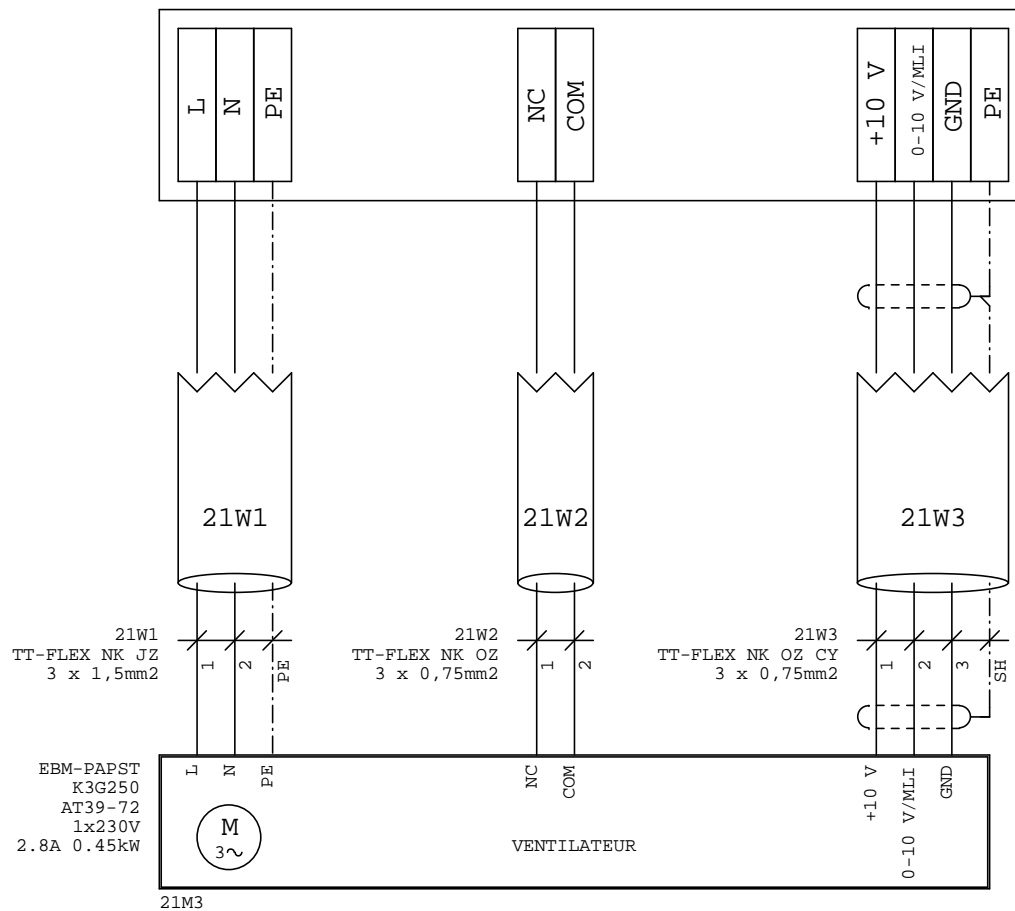 L
N
PE
NC
COM
+10 V
0-10 V/MLI
GND
PE
21W1
21W2
21W3
21W1
TT-FLEX NK JZ
3 x 1,5mm2
1
2
PE
21W2
TT-FLEX NK OZ
3 x 0,75mm2
1
2
21W3
TT-FLEX NK OZ CY
3 x 0,75mm2
1
2
3
SH
EBM-PAPST
K3G250
AT39-72
1x230V
2.8A 0.45kW
L
N
PE
NC
COM
+10 V
0-10 V/MLI
GND
M
3~
VENTILATEUR
21M3